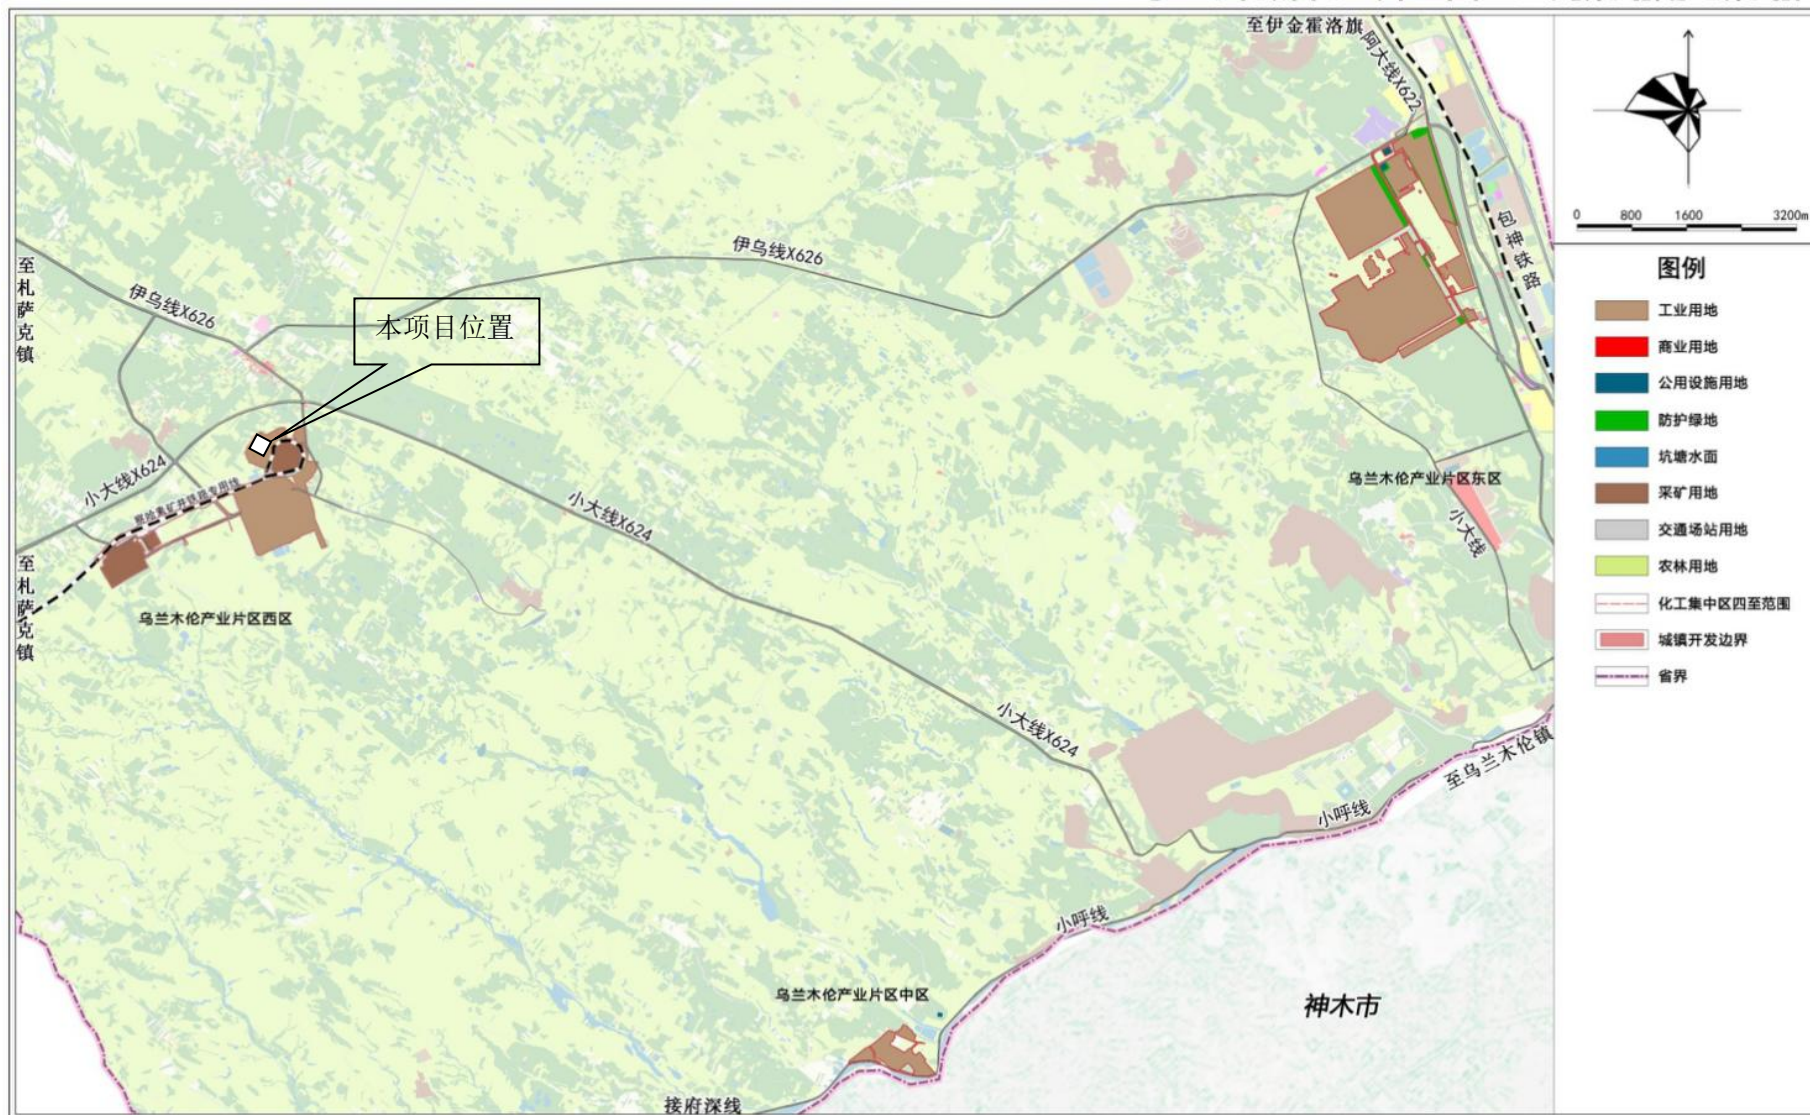 至伊金霍洛旗
阿大线X622
包神铁路
伊乌线X626
至札萨克镇
伊乌线X626
本项目位置
小大线X624
小大线X624
乌兰木伦产业片区东区
小大线
至札萨克镇
乌兰木伦产业片区西区
小大线X624
至乌兰木伦镇
小呼线
小呼线
乌兰木伦产业片区中区
神木市
接府深线
0 800 1600 3200m
图例
工业用地
商业用地
公用设施用地
防护绿地
坑塘水面
采矿用地
交通场站用地
农林用地
化工集中区四至范围
城镇开发边界
省界